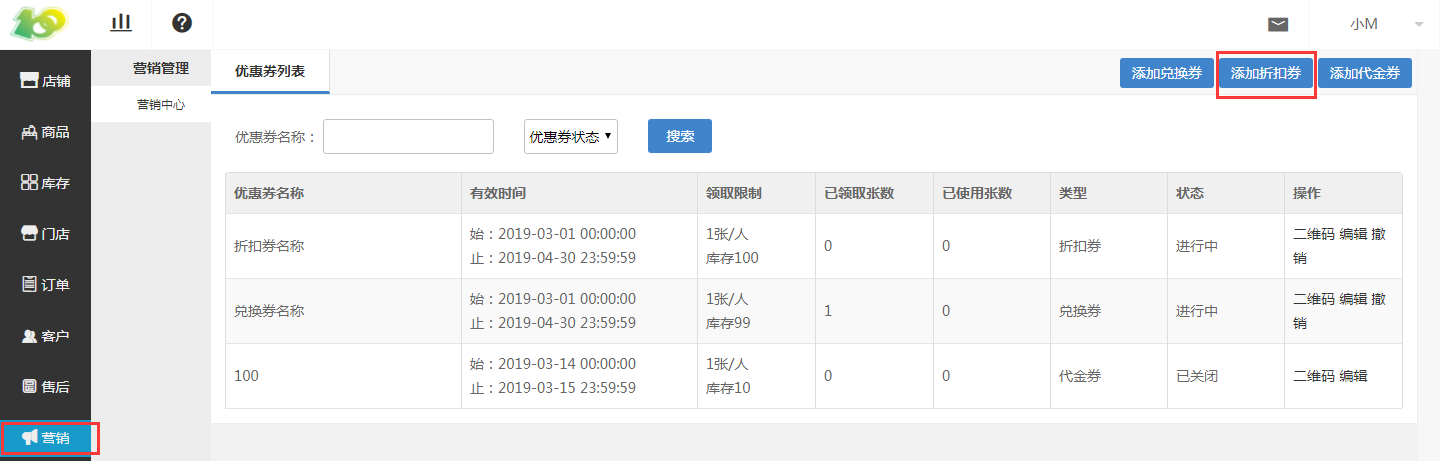 小M
店铺
商品
库存
门店
订单
客户
售后
营销
营销管理
营销中心
优惠券列表
添加兑换券 添加折扣券 添加代金券
优惠券名称： 优惠券状态 搜索
优惠券名称 有效时间 领取限制 已领取张数 已使用张数 类型 状态 操作
折扣券名称 始：2019-03-01 00:00:00 1张/人 0 0 折扣券 进行中 二维码 编辑 撤
止：2019-04-30 23:59:59 库存100 销
兑换券名称 始：2019-03-01 00:00:00 1张/人 1 0 兑换券 进行中 二维码 编辑 撤
止：2019-04-30 23:59:59 库存99 销
100 始：2019-03-14 00:00:00 1张/人 0 0 代金券 已关闭 二维码 编辑
止：2019-03-15 23:59:59 库存10